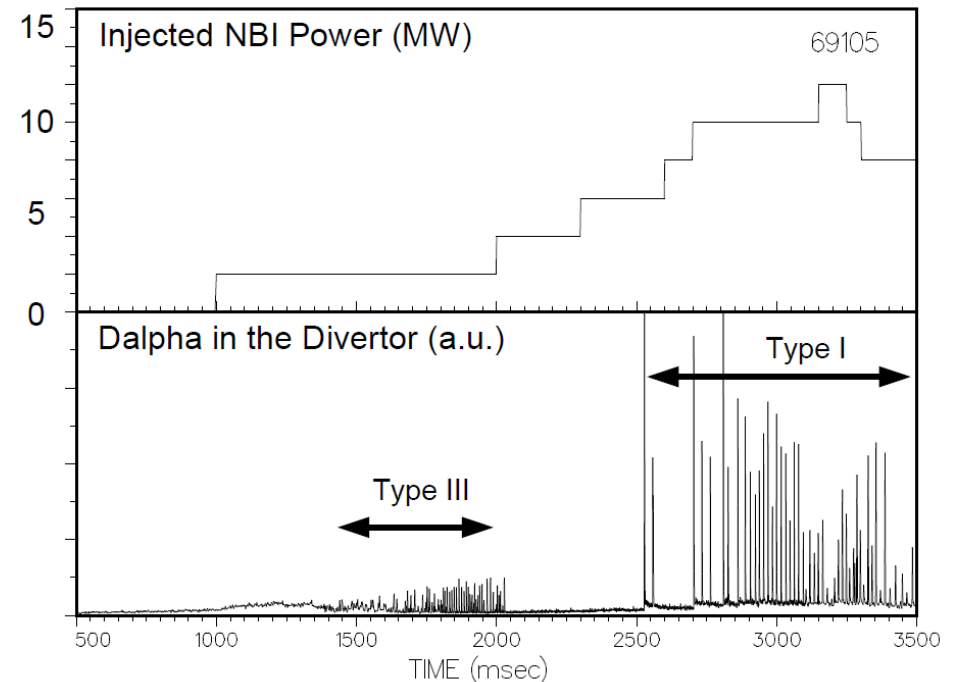 15
Injected NBI Power (MW)
69105
10
5
0
Dalpha in the Divertor (a.u.)
Type I
Type III
500 1000 1500 2000 2500 3000 3500
TIME (msec)